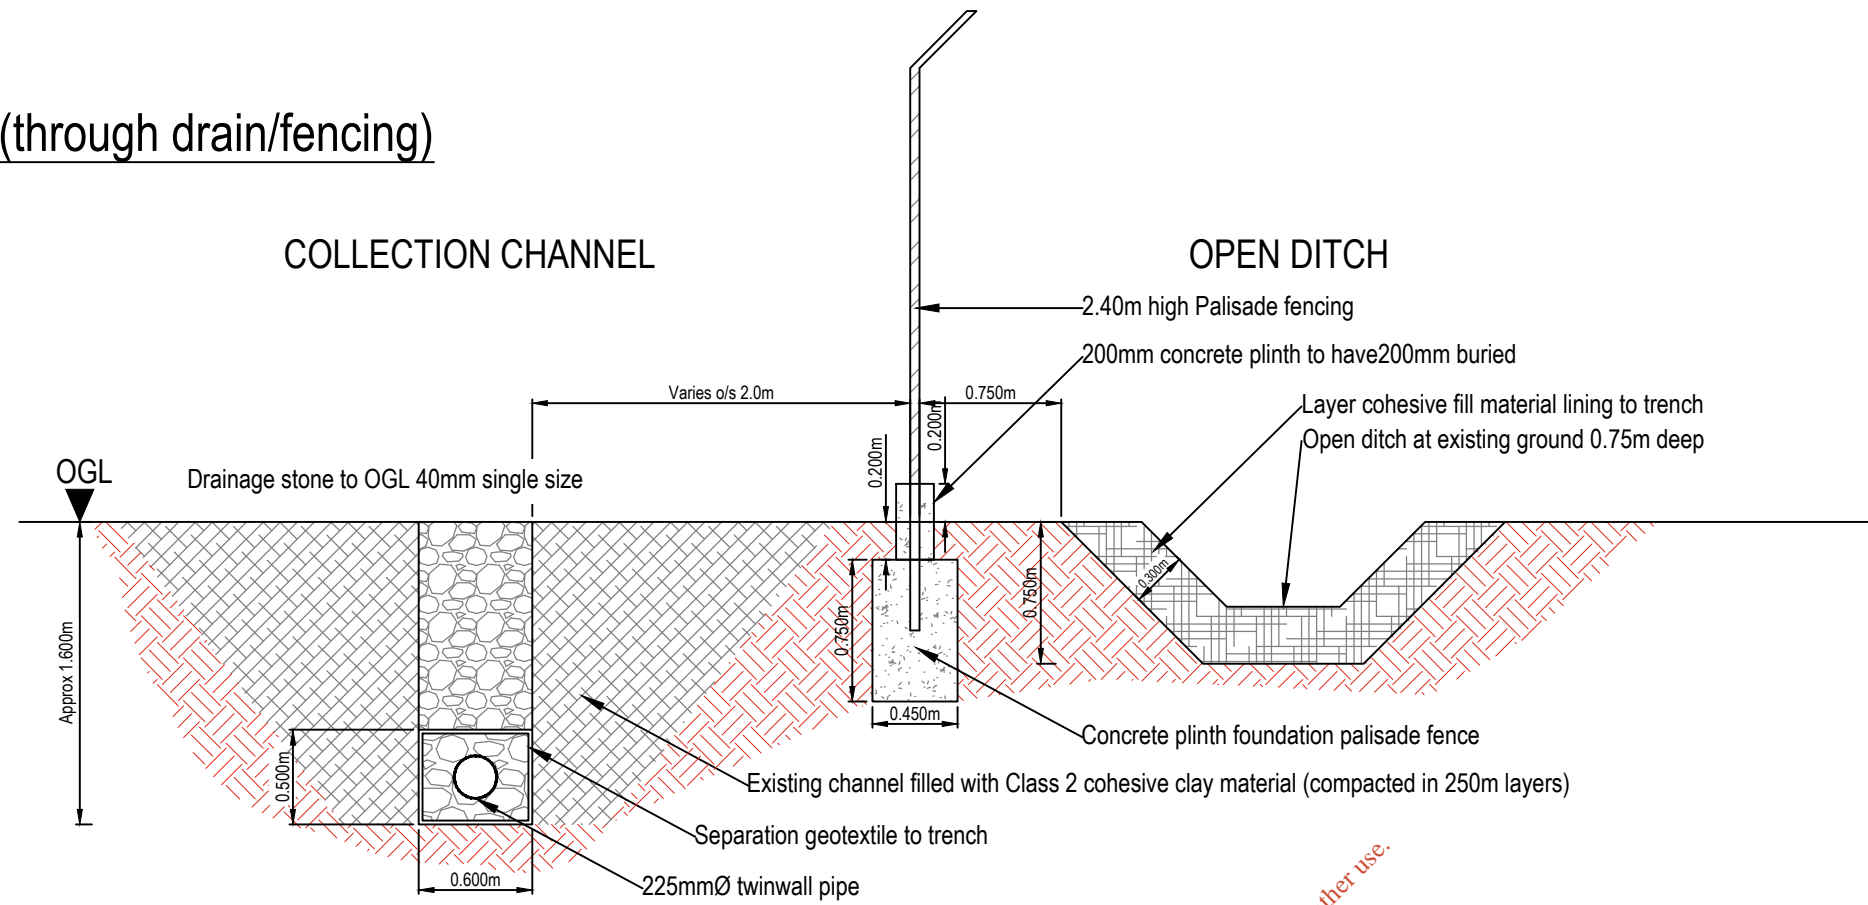 (through drain/fencing)
COLLECTION CHANNEL
OPEN DITCH
2.40m high Palisade fencing
200mm concrete plinth to have200mm buried
Varies o/s 2.0m
0.750m
Layer cohesive fill material lining to trench
0.200m
Open ditch at existing ground 0.75m deep
0.200m
OGL
Drainage stone to OGL 40mm single size
0.300m
0.750m
0.750m
Approx 1.600m
0.450m
Concrete plinth foundation palisade fence
0.500m
Existing channel filled with Class 2 cohesive clay material (compacted in 250m layers)
Separation geotextile to trench
0.600m
225mmØ twinwall pipe
ther use.